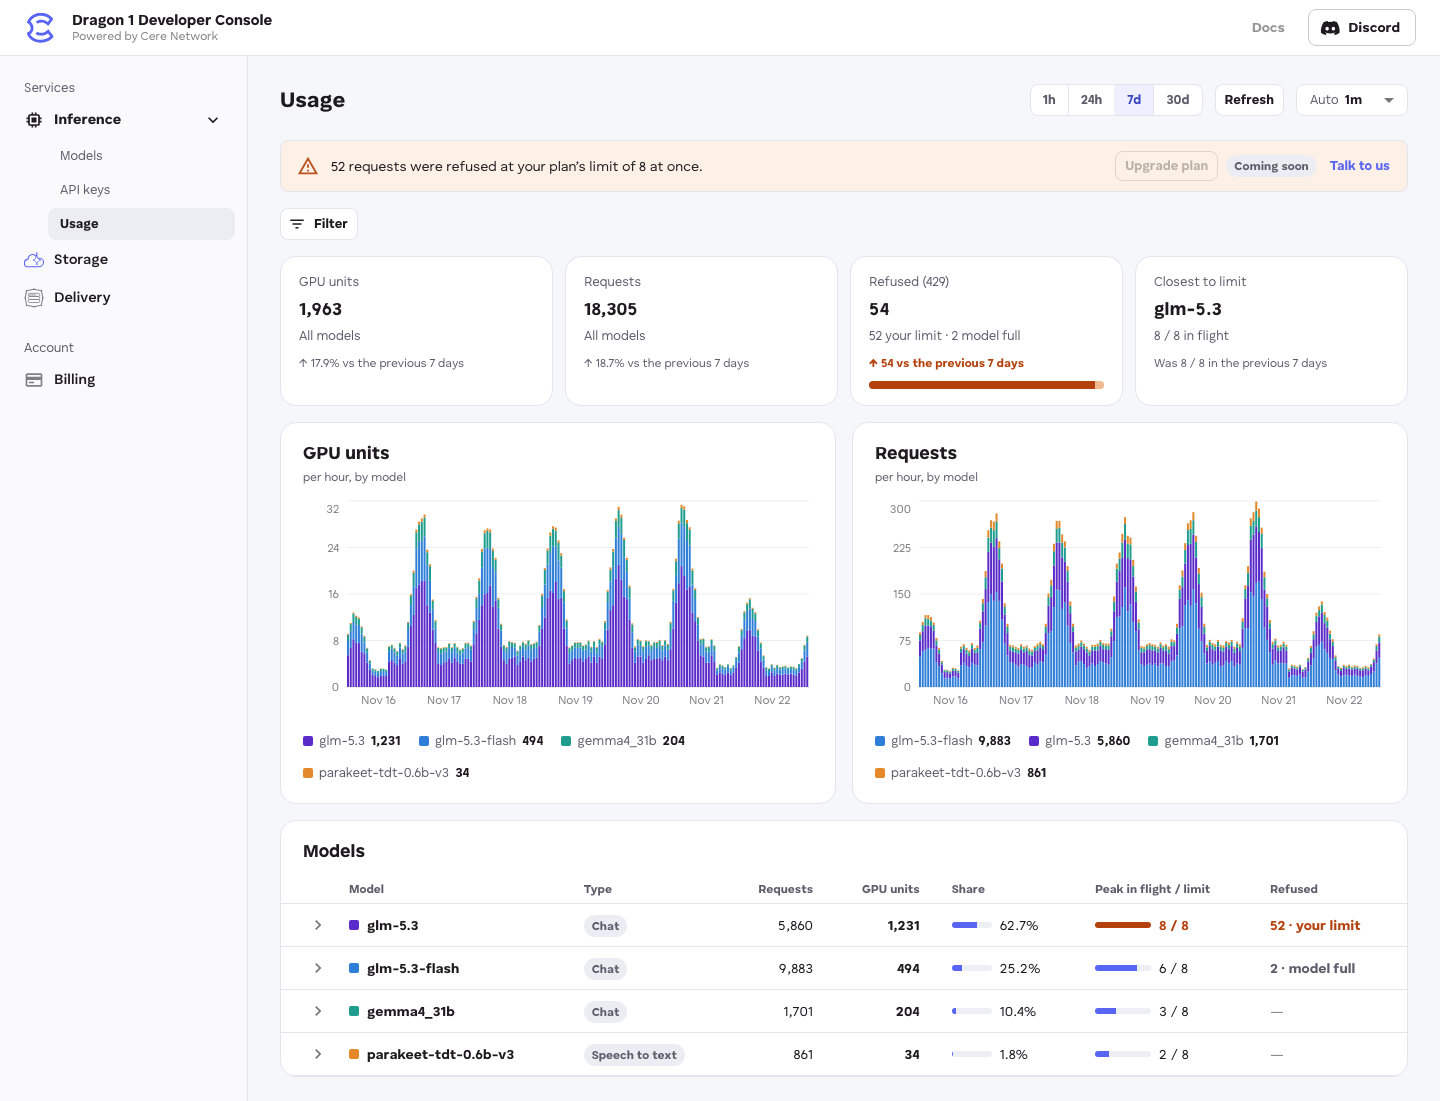 Dragon 1 Developer Console
Powered by Cere Network
Docs
Discord
Services
Inference
Models
API keys
Usage
Storage
Delivery
Account
Billing
Usage
1h 24h 7d 30d
Refresh
Auto 1m
52 requests were refused at your plan’s limit of 8 at once.
Upgrade plan
Coming soon
Talk to us
Filter
GPU units
1,963
All models
↑ 17.9% vs the previous 7 days
Requests
18,305
All models
↑ 18.7% vs the previous 7 days
Refused (429)
54
52 your limit · 2 model full
↑ 54 vs the previous 7 days
Closest to limit
glm-5.3
8 / 8 in flight
Was 8 / 8 in the previous 7 days
GPU units
per hour, by model
32
24
16
8
0
Nov 16 Nov 17 Nov 18 Nov 19 Nov 20 Nov 21 Nov 22
glm-5.3 1,231 glm-5.3-flash 494 gemma4_31b 204
parakeet-tdt-0.6b-v3 34
Requests
per hour, by model
300
225
150
75
0
Nov 16 Nov 17 Nov 18 Nov 19 Nov 20 Nov 21 Nov 22
glm-5.3-flash 9,883 glm-5.3 5,860 gemma4_31b 1,701
parakeet-tdt-0.6b-v3 861
Models
Model Type Requests GPU units Share Peak in flight / limit Refused
glm-5.3 Chat 5,860 1,231 62.7% 8 / 8 52 · your limit
glm-5.3-flash Chat 9,883 494 25.2% 6 / 8 2 · model full
gemma4_31b Chat 1,701 204 10.4% 3 / 8 —
parakeet-tdt-0.6b-v3 Speech to text 861 34 1.8% 2 / 8 —